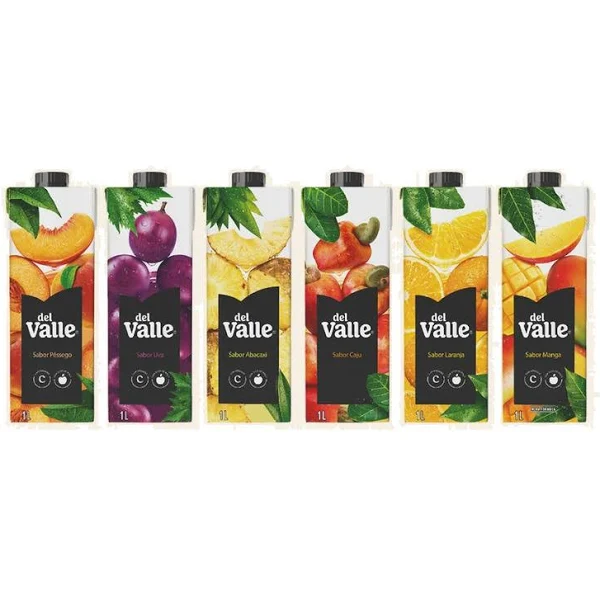 del
Valle
Sabor Pêssego
C
1L
del
Valle
Sabor Uva
C
1L
del
Valle
Sabor Abacaxi
C
1L
del
Valle
Sabor Caju
C
1L
del
Valle
Sabor Laranja
C
1L
del
Valle
Sabor Manga
C
1L